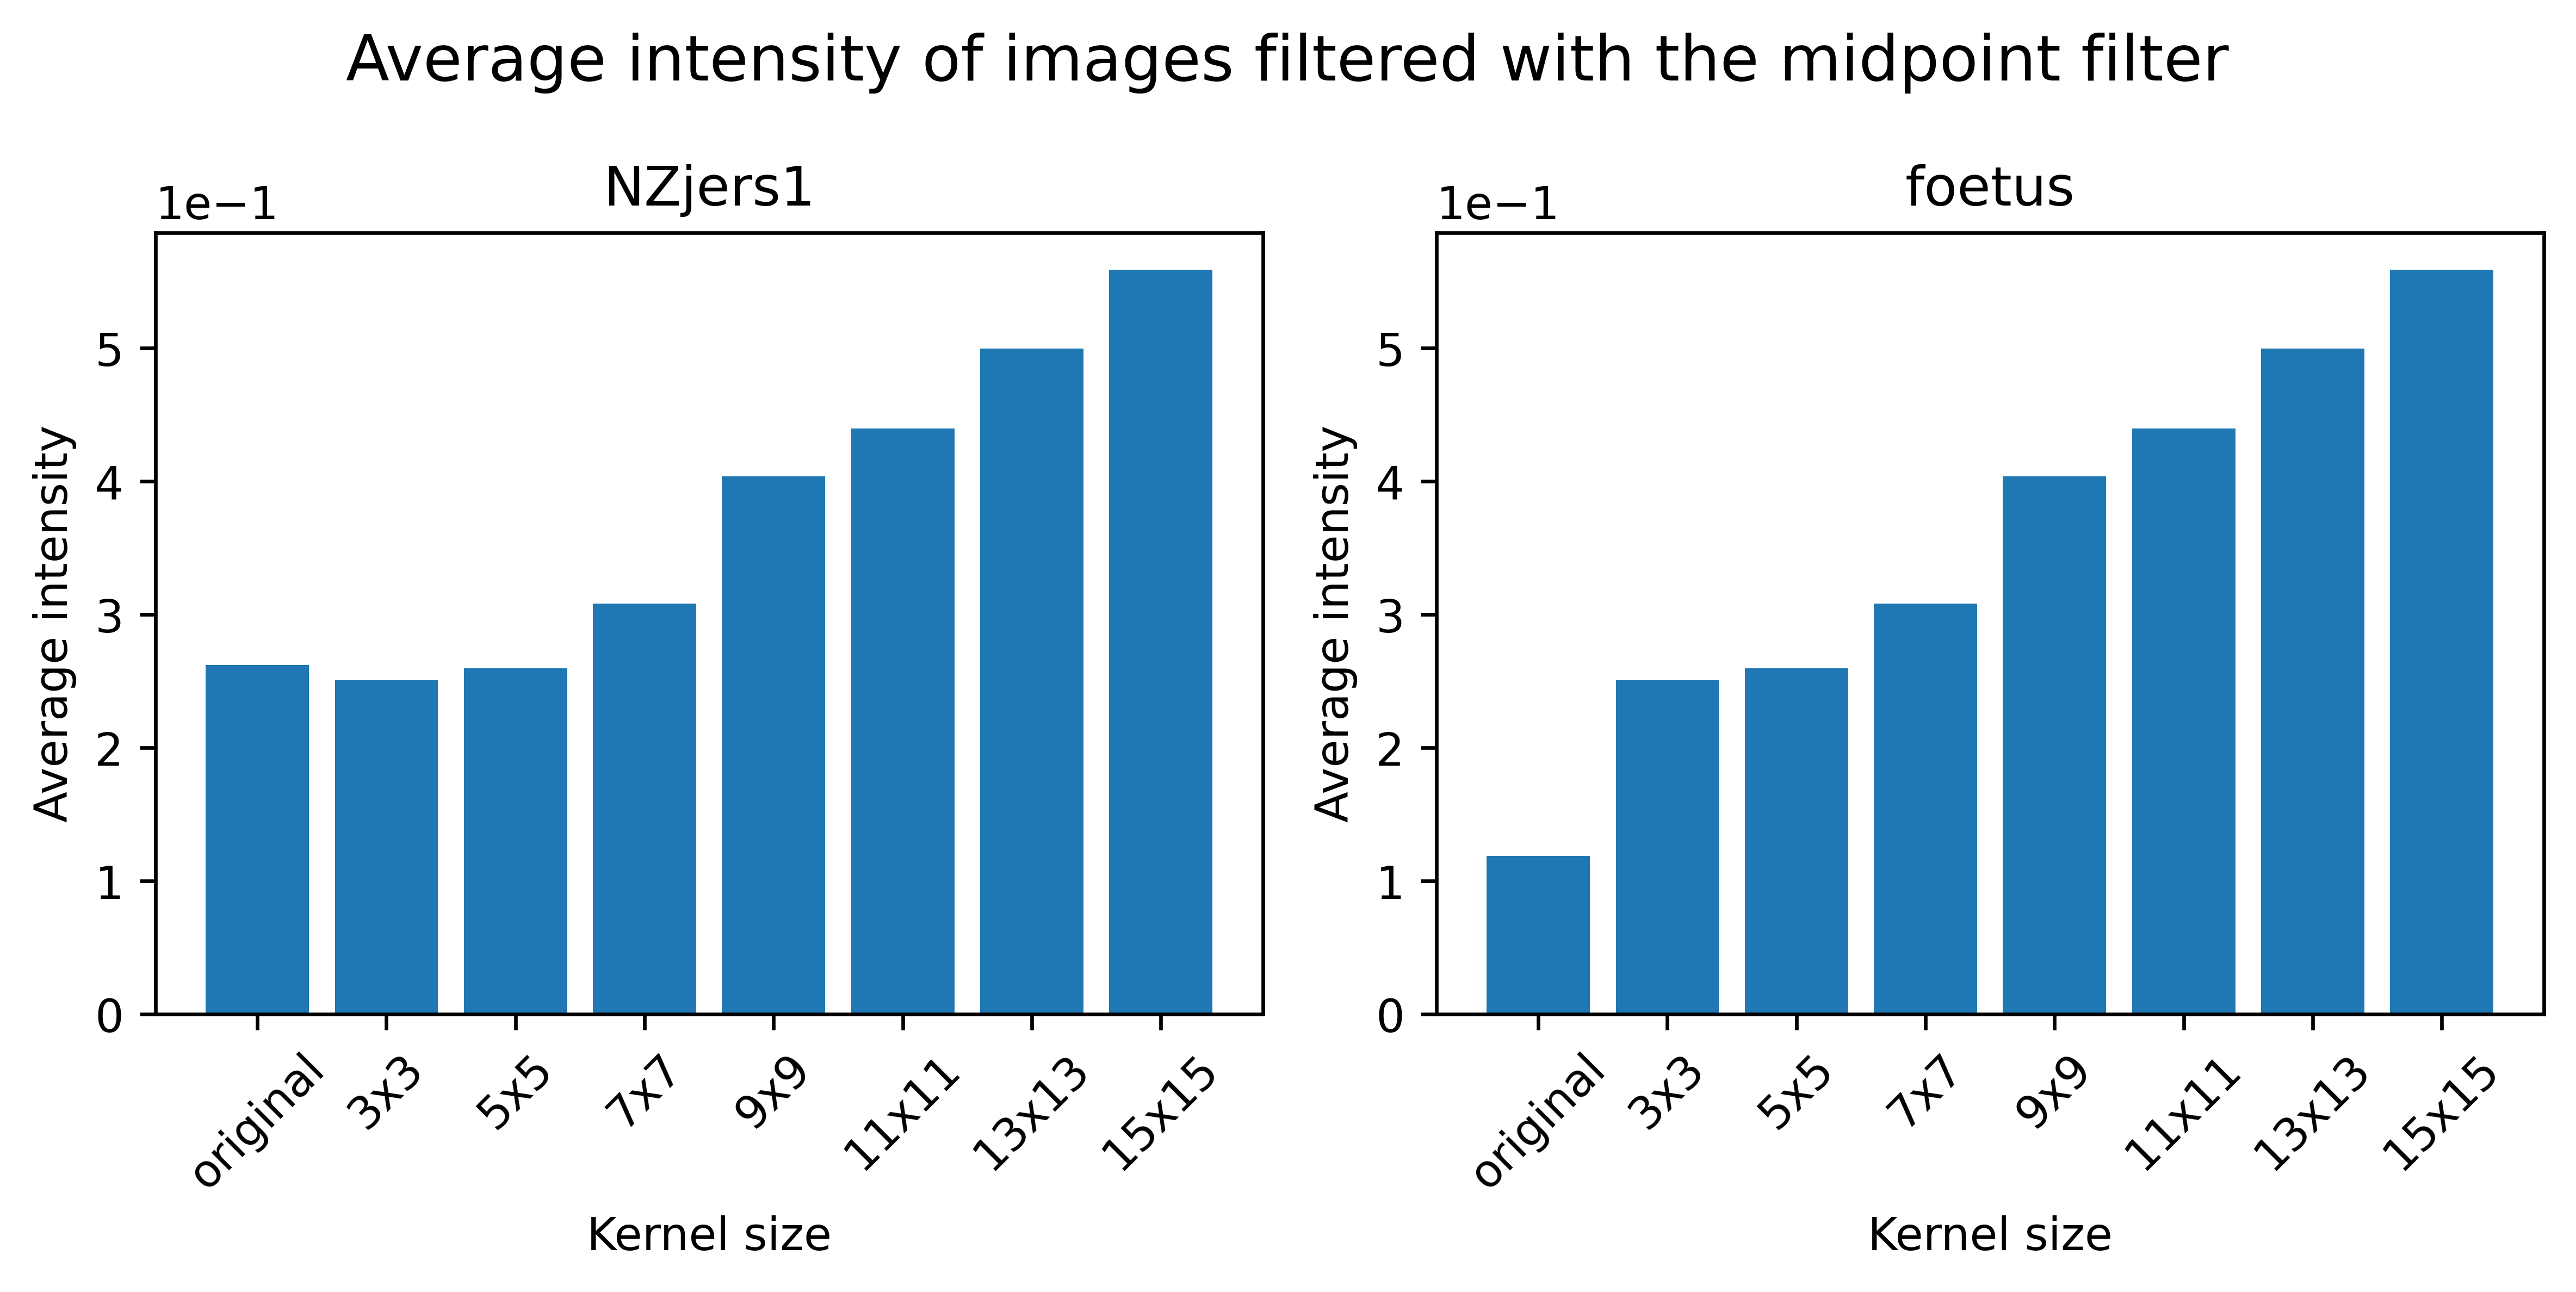 Average intensity of images filtered with the midpoint filter
NZjers1
1e−1
Average intensity
5
4
3
2
1
0
original 3x3 5x5 7x7 9x9 11x11 13x13 15x15
Kernel size
foetus
1e−1
Average intensity
5
4
3
2
1
0
original 3x3 5x5 7x7 9x9 11x11 13x13 15x15
Kernel size